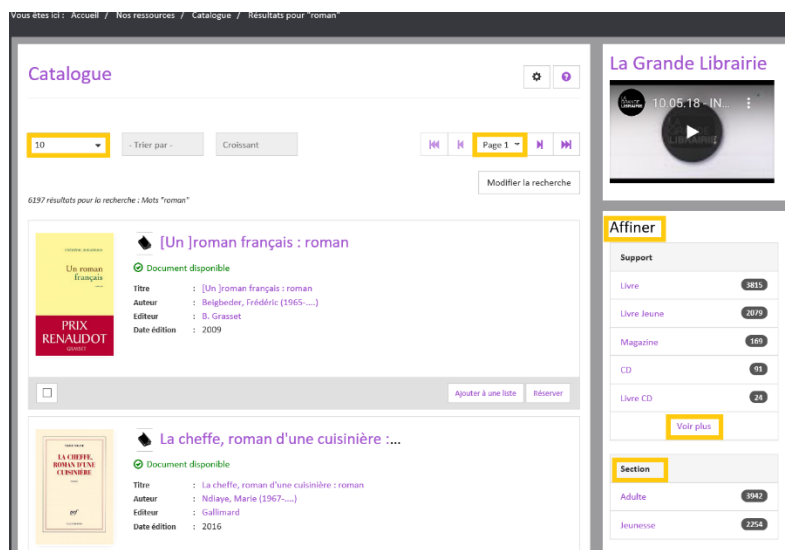 Vous êtes ici : Accueil / Nos ressources / Catalogue / Résultats pour "roman"
Catalogue
10
- Trier par -
Croissant
Page 1
Modifier la recherche
6197 résultats pour la recherche : Mots "roman"
Un roman
français
PRIX
RENAUDOT
GRASSET
[Un ]roman français : roman
Document disponible
Titre : [Un ]roman français : roman
Auteur : Beigbeder, Frédéric (1965-....)
Editeur : B. Grasset
Date édition : 2009
Ajouter à une liste
Réserver
LA CHEFFE,
ROMAN D'UNE
CUISINIÈRE
nrf
La cheffe, roman d'une cuisinière :...
Document disponible
Titre : La cheffe, roman d'une cuisinière : roman
Auteur : Ndiaye, Marie (1967-....)
Editeur : Gallimard
Date édition : 2016
La Grande Librairie
10.05.18 - IN...
Affiner
Support
Livre 3815
Livre Jeune 2079
Magazine 169
CD 91
Livre CD 24
Voir plus
Section
Adulte 3942
Jeunesse 2254